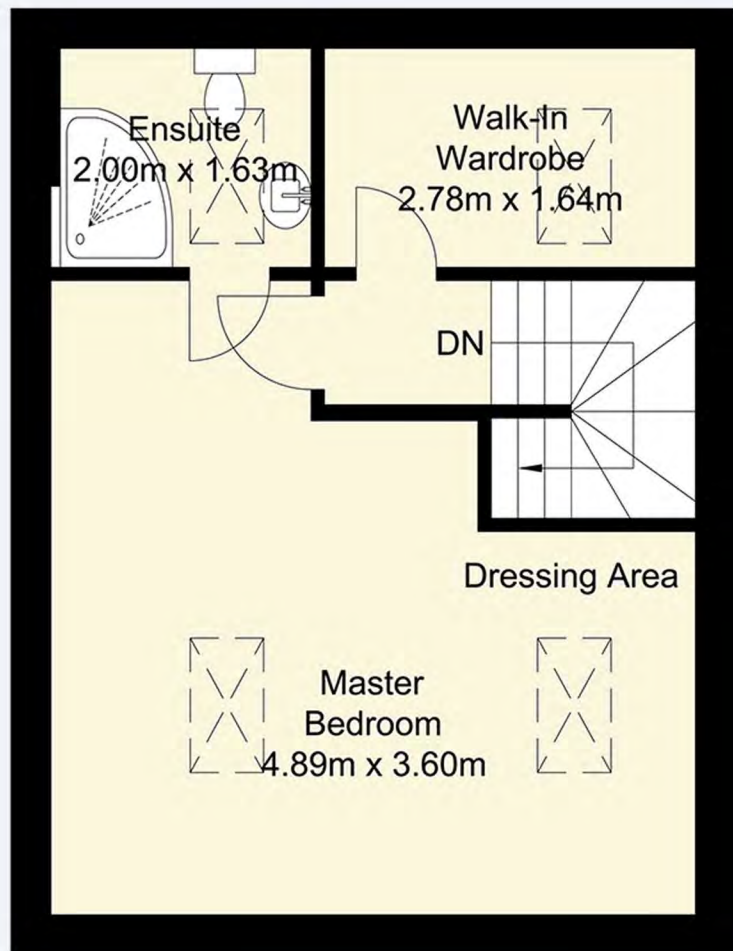 Ensuite
2.00m x 1.63m
Walk-In
Wardrobe
2.78m x 1.64m
DN
Dressing Area
Master
Bedroom
4.89m x 3.60m